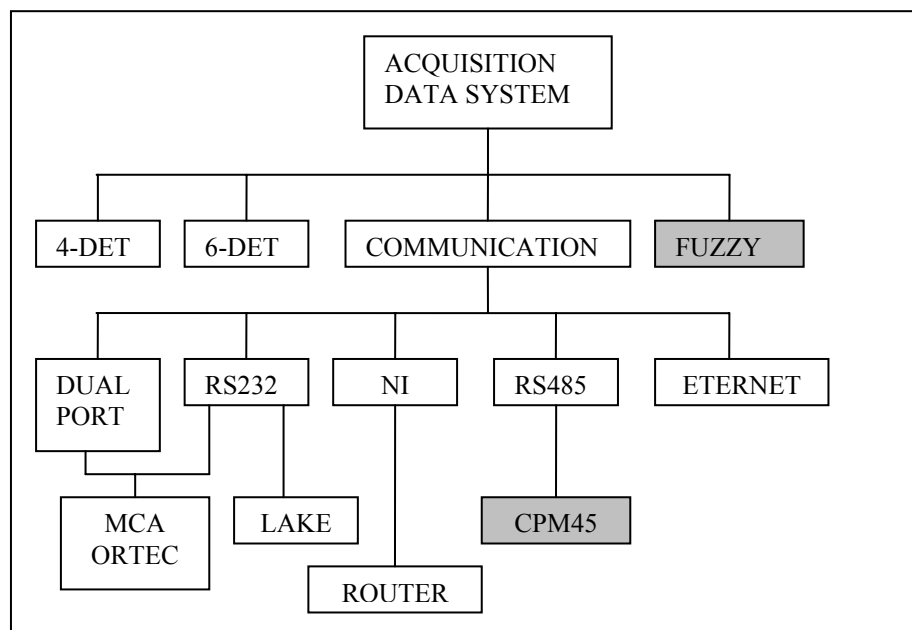 ACQUISITION
DATA SYSTEM
4-DET
6-DET
COMMUNICATION
FUZZY
DUAL
PORT
RS232
NI
RS485
ETERNET
MCA
ORTEC
LAKE
CPM45
ROUTER